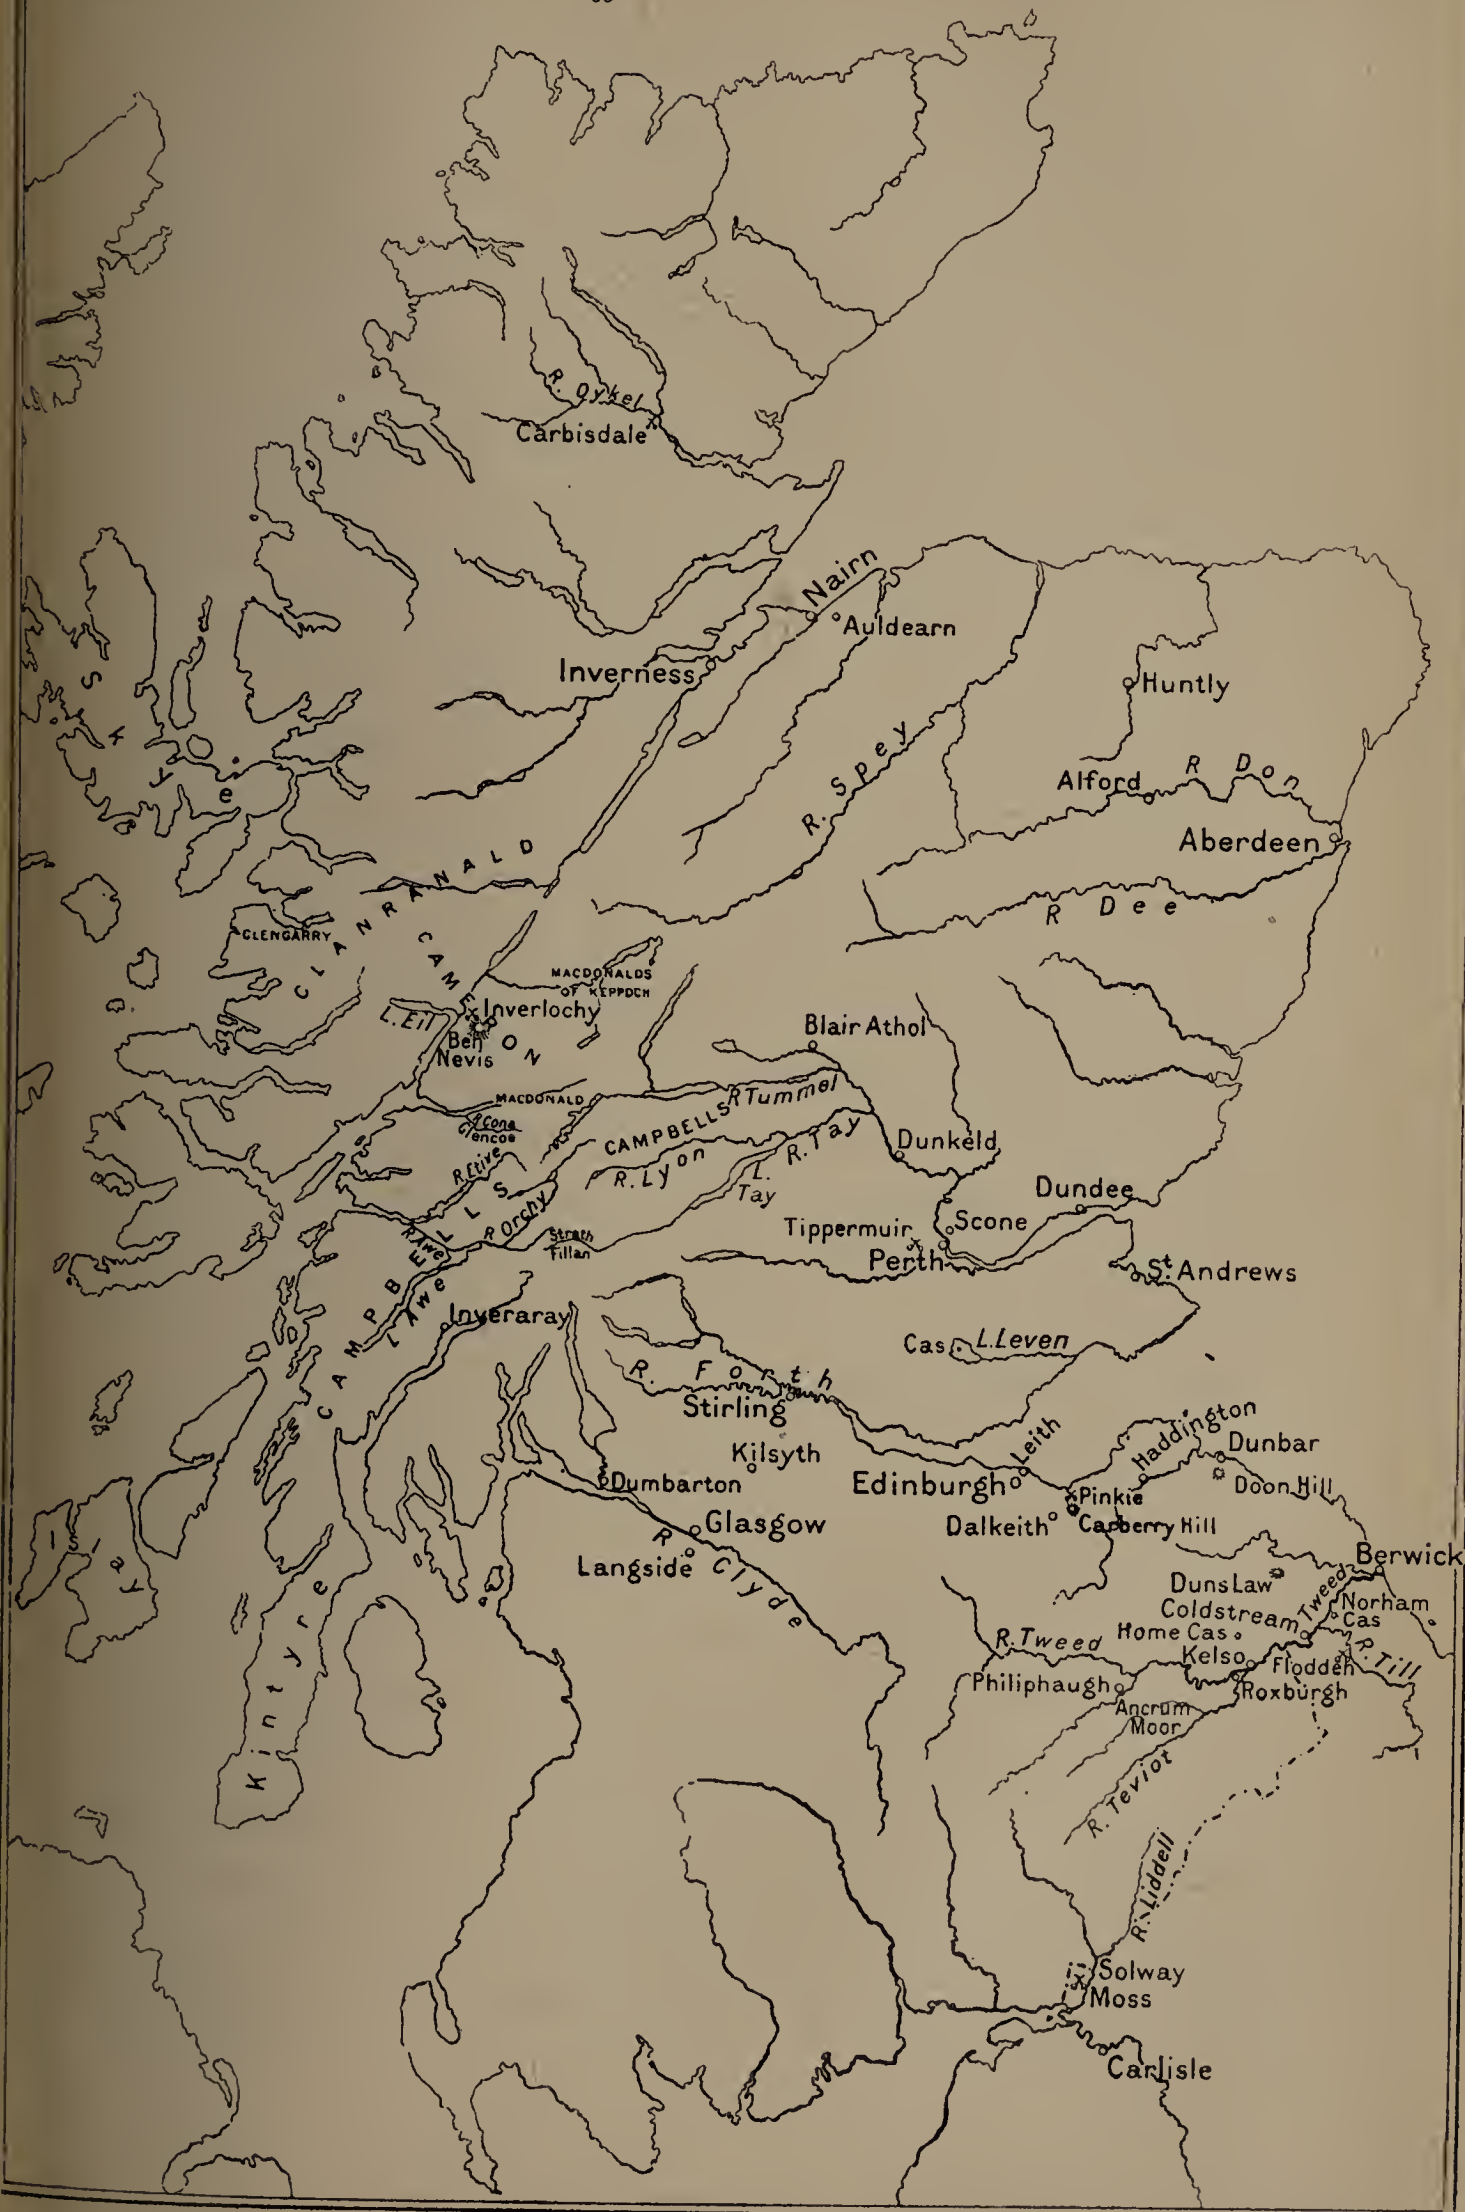 R. Oykel
Carbisdale
Nairn
Auldearn
Inverness
Huntly
Skye
R. Spey
Alford
R Don
Aberdeen
R Dee
CLANRANALD
GLENGARRY
CAMERON
MACDONALDS
OF KEPPOCH
L. Eil
Inverlochy
Ben
Nevis
Blair Athol
MACDONALD
R Cona
Glencoe
R Tummel
CAMPBELLS
R. Tay
R. Lyon
L.
Tay
Dunkeld
R. Etive
R Orchy
R. Awe
Strath
Fillan
Dundee
Scone
Tippermuir
Perth
St. Andrews
CAMPBELLS
L Awe
Inveraray
Cas
L. Leven
R. Forth
Stirling
Kilsyth
Leith
Haddington
Dunbar
Doon Hill
Edinburgh
Pinkie
Dalkeith
Carberry Hill
Dumbarton
Glasgow
Langside
R Clyde
Islay
Kintyre
Berwick
Duns Law
Tweed
Norham
Cas
Coldstream
Home Cas
R. Tweed
Kelso
Flodden
R. Till
Philiphaugh
Roxburgh
Ancrum
Moor
R. Teviot
R. Liddell
Solway
Moss
Carlisle